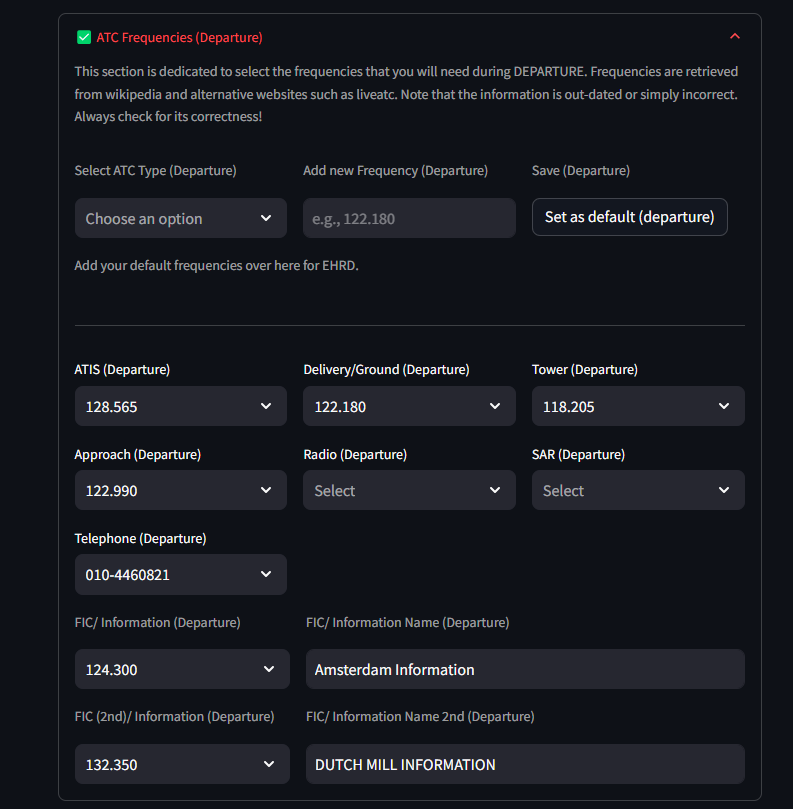 ATC Frequencies (Departure)
This section is dedicated to select the frequencies that you will need during DEPARTURE. Frequencies are retrieved
from wikipedia and alternative websites such as liveatc. Note that the information is out-dated or simply incorrect.
Always check for its correctness!
Select ATC Type (Departure)
Add new Frequency (Departure)
Save (Departure)
Choose an option
e.g., 122.180
Set as default (departure)
Add your default frequencies over here for EHRD.
ATIS (Departure)
Delivery/Ground (Departure)
Tower (Departure)
128.565
122.180
118.205
Approach (Departure)
Radio (Departure)
SAR (Departure)
122.990
Select
Select
Telephone (Departure)
010-4460821
FIC/ Information (Departure)
FIC/ Information Name (Departure)
124.300
Amsterdam Information
FIC (2nd)/ Information (Departure)
FIC/ Information Name 2nd (Departure)
132.350
DUTCH MILL INFORMATION